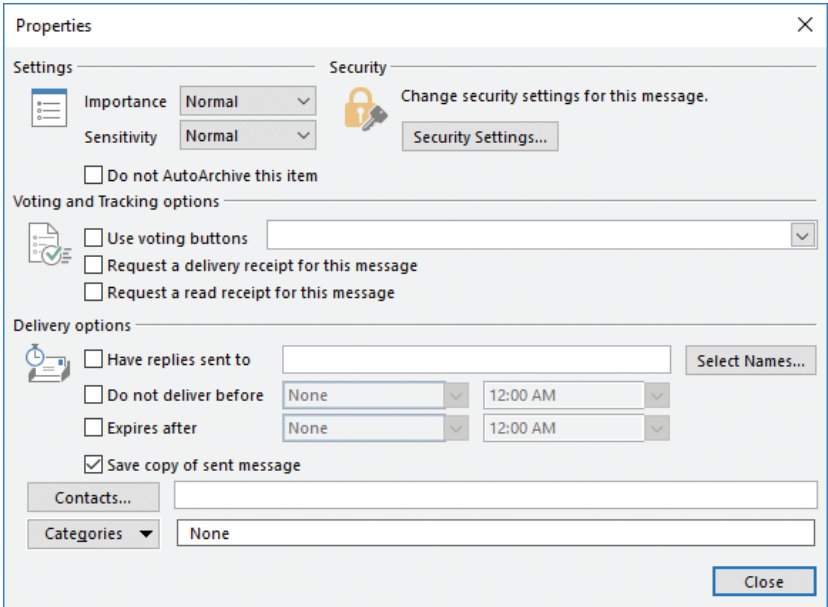 Properties
Settings
Security
Importance Normal
Change security settings for this message.
Sensitivity Normal
Security Settings...
Do not AutoArchive this item
Voting and Tracking options
Use voting buttons
Request a delivery receipt for this message
Request a read receipt for this message
Delivery options
Have replies sent to
Select Names...
Do not deliver before None 12:00 AM
Expires after None 12:00 AM
Save copy of sent message
Contacts...
Categories None
Close